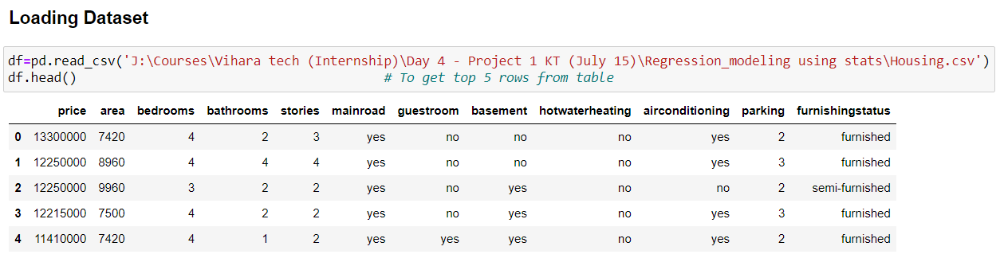 Loading Dataset
df=pd.read_csv('J:\Courses\Vihara tech (Internship)\Day 4 - Project 1 KT (July 15)\Regression_modeling using stats\Housing.csv')
df.head() # To get top 5 rows from table
price area bedrooms bathrooms stories mainroad guestroom basement hotwaterheating airconditioning parking furnishingstatus
0 13300000 7420 4 2 3 yes no no no yes 2 furnished
1 12250000 8960 4 4 4 yes no no no yes 3 furnished
2 12250000 9960 3 2 2 yes no yes no no 2 semi-furnished
3 12215000 7500 4 2 2 yes no yes no yes 3 furnished
4 11410000 7420 4 1 2 yes yes yes no yes 2 furnished